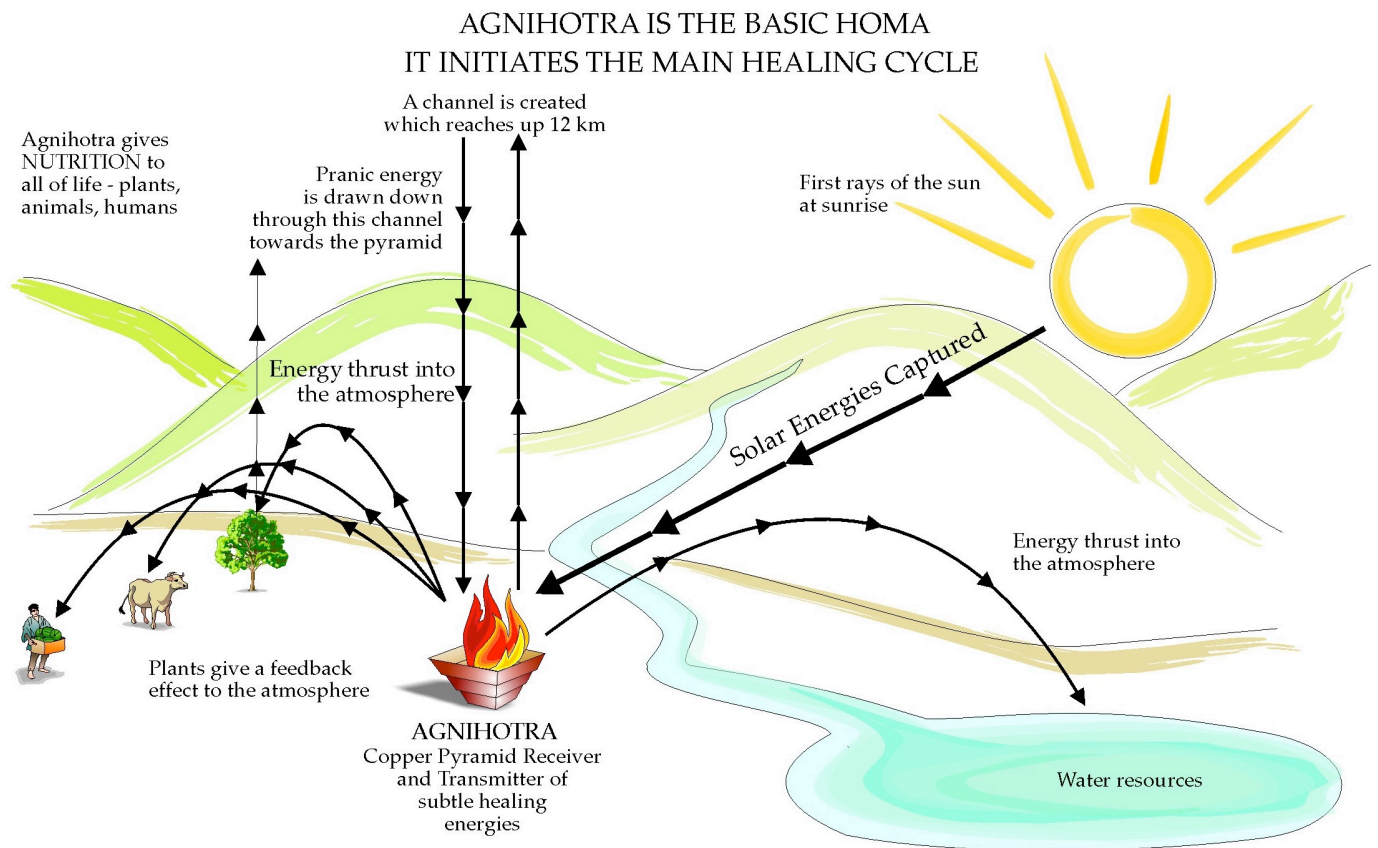 AGNIHOTRA IS THE BASIC HOMA
IT INITIATES THE MAIN HEALING CYCLE
A channel is created
which reaches up 12 km
Agnihotra gives
NUTRITION to
all of life - plants,
animals, humans
Pranic energy
is drawn down
through this channel
towards the pyramid
First rays of the sun
at sunrise
Energy thrust into
the atmosphere
Solar Energies Captured
Energy thrust into
the atmosphere
Plants give a feedback
effect to the atmosphere
AGNIHOTRA
Copper Pyramid Receiver
and Transmitter of
subtle healing
energies
Water resources